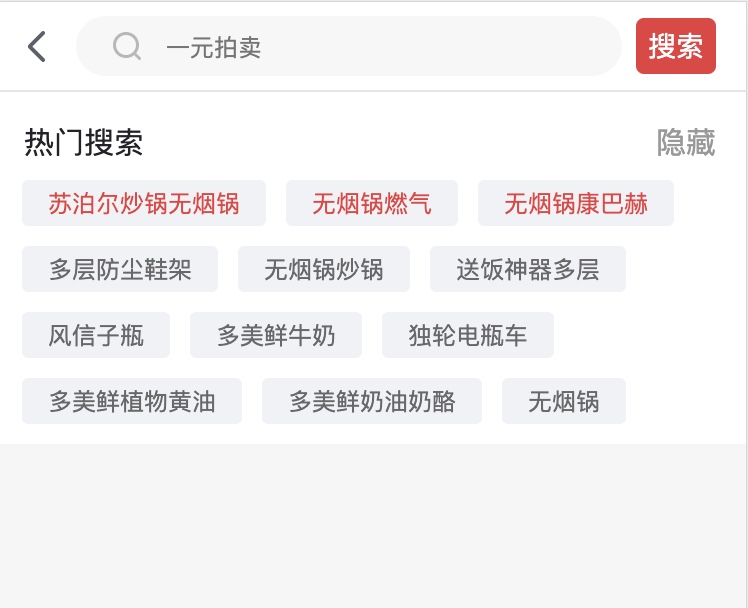 一元拍卖 搜索
热门搜索 隐藏
苏泊尔炒锅无烟锅 无烟锅燃气 无烟锅康巴赫
多层防尘鞋架 无烟锅炒锅 送饭神器多层
风信子瓶 多美鲜牛奶 独轮电瓶车
多美鲜植物黄油 多美鲜奶油奶酪 无烟锅